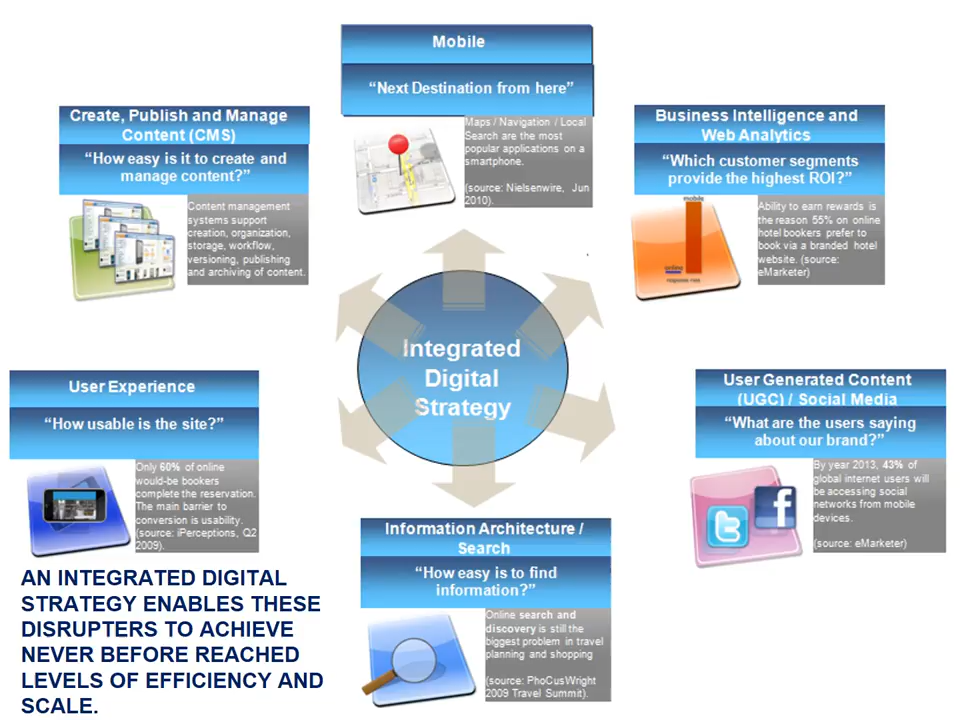 Mobile
“Next Destination from here”
Maps / Navigation / Local
Search are the most
popular applications on a
smartphone.
(source: Nielsenwire, Jun
2010).
Create, Publish and Manage
Content (CMS)
“How easy is it to create and
manage content?”
Content management
systems support
creation, organization,
storage, workflow,
versioning, publishing
and archiving of content.
Business Intelligence and
Web Analytics
“Which customer segments
provide the highest ROI?”
mobile
online
response rate
Ability to earn rewards is
the reason 55% on online
hotel bookers prefer to
book via a branded hotel
website. (source:
eMarketer)
Integrated
Digital
Strategy
User Experience
“How usable is the site?”
Only 60% of online
would-be bookers
complete the reservation.
The main barrier to
conversion is usability.
(source: iPerceptions, Q2
2009).
User Generated Content
(UGC) / Social Media
“What are the users saying
about our brand?”
By year 2013, 43% of
global internet users will
be accessing social
networks from mobile
devices.
(source: eMarketer)
Information Architecture /
Search
“How easy is to find
information?”
Online search and
discovery is still the
biggest problem in travel
planning and shopping
(source: PhoCusWright
2009 Travel Summit).
AN INTEGRATED DIGITAL
STRATEGY ENABLES THESE
DISRUPTERS TO ACHIEVE
NEVER BEFORE REACHED
LEVELS OF EFFICIENCY AND
SCALE.